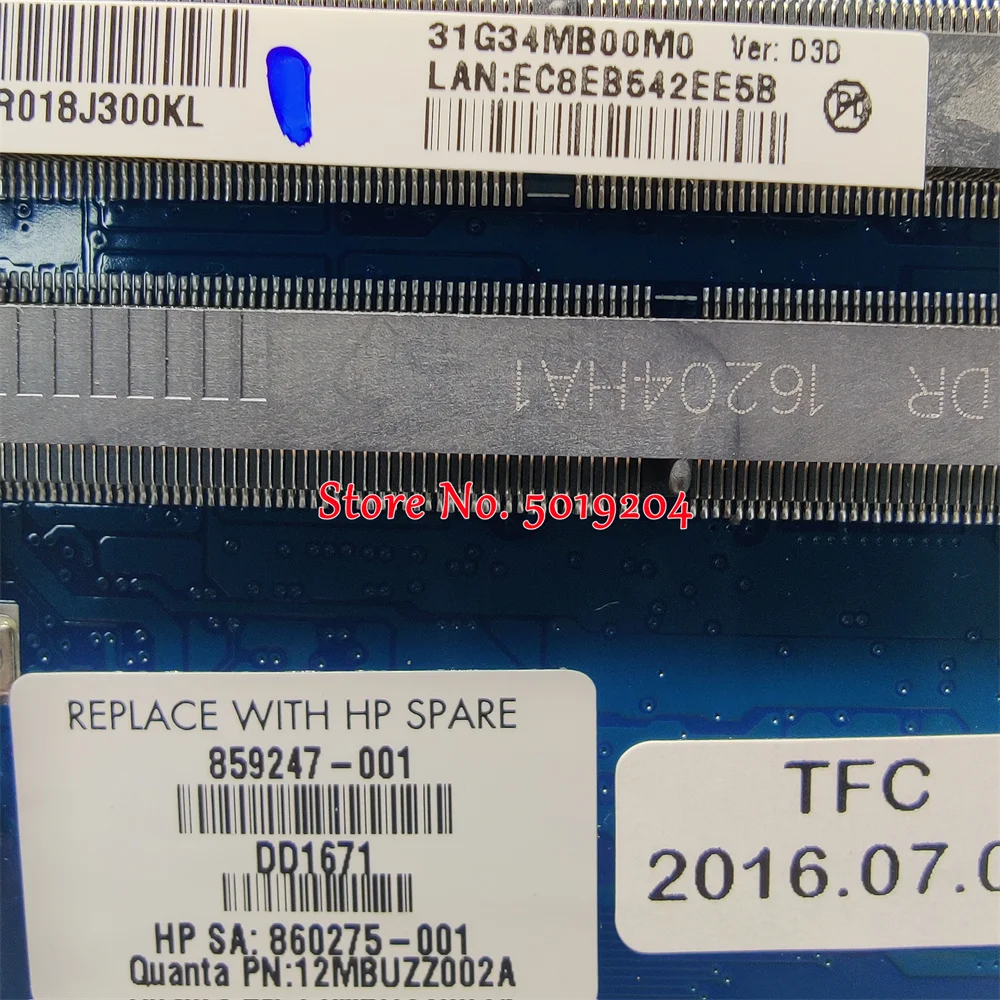 31G34MB00M0 Ver: D3D
LAN:EC8EB542EE5B
R018J300KL
DR 16204HA1
Store No. 5019204
REPLACE WITH HP SPARE
859247-001
DD1671
HP SA: 860275-001
Quanta PN:12MBUZZ002A
TFC
2016.07.0